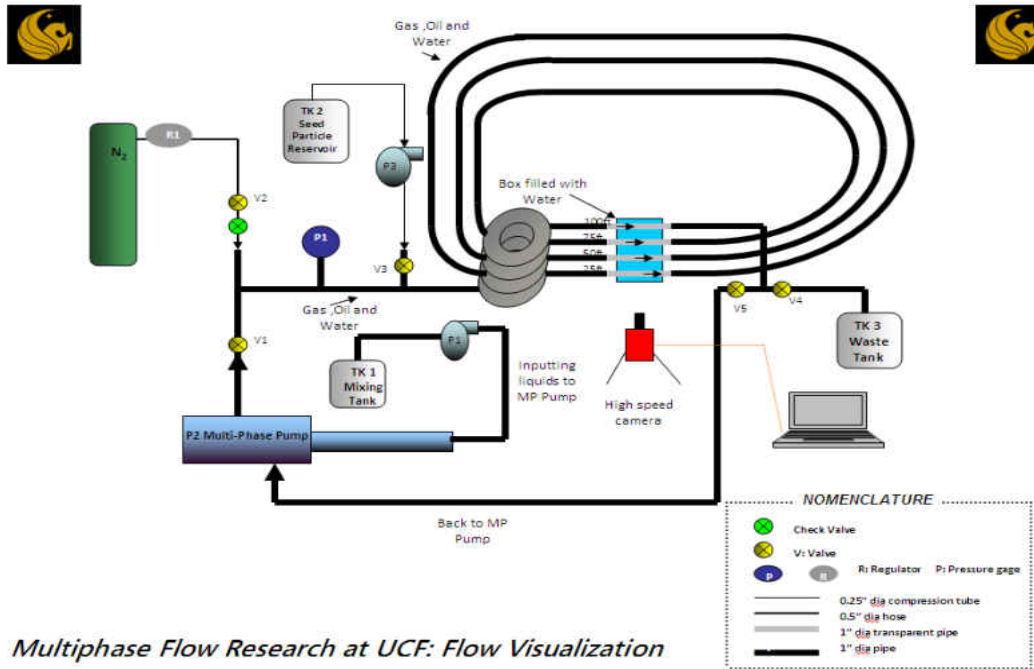 Gas ,Oil and
Water
TK 2
Seed
Particle
Reservoir
N2
R1
P3
V2
Box filled with
Water
100ft
75ft
50ft
25ft
P1
V3
Gas ,Oil and
Water
V1
V5
V4
P1
TK 1
Mixing
Tank
Inputting
liquids to
MP Pump
TK 3
Waste
Tank
High speed
camera
P2 Multi-Phase Pump
Back to MP
Pump
NOMENCLATURE
Check Valve
V: Valve
P
R
R: Regulator
P: Pressure gage
0.25" dia compression tube
0.5" dia hose
1" dia transparent pipe
1" dia pipe
Multiphase Flow Research at UCF: Flow Visualization